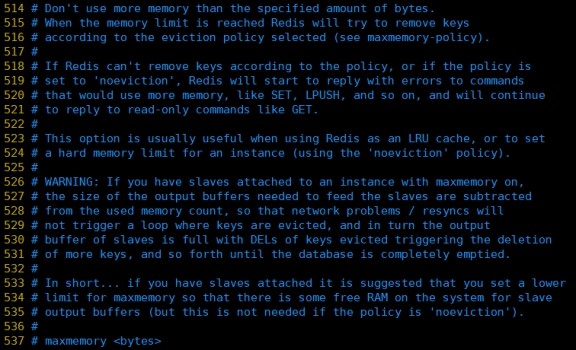 514 # Don't use more memory than the specified amount of bytes.
515 # When the memory limit is reached Redis will try to remove keys
516 # according to the eviction policy selected (see maxmemory-policy).
517 #
518 # If Redis can't remove keys according to the policy, or if the policy is
519 # set to 'noeviction', Redis will start to reply with errors to commands
520 # that would use more memory, like SET, LPUSH, and so on, and will continue
521 # to reply to read-only commands like GET.
522 #
523 # This option is usually useful when using Redis as an LRU cache, or to set
524 # a hard memory limit for an instance (using the 'noeviction' policy).
525 #
526 # WARNING: If you have slaves attached to an instance with maxmemory on,
527 # the size of the output buffers needed to feed the slaves are subtracted
528 # from the used memory count, so that network problems / resyncs will
529 # not trigger a loop where keys are evicted, and in turn the output
530 # buffer of slaves is full with DELs of keys evicted triggering the deletion
531 # of more keys, and so forth until the database is completely emptied.
532 #
533 # In short... if you have slaves attached it is suggested that you set a lower
534 # limit for maxmemory so that there is some free RAM on the system for slave
535 # output buffers (but this is not needed if the policy is 'noeviction').
536 #
537 # maxmemory <bytes>